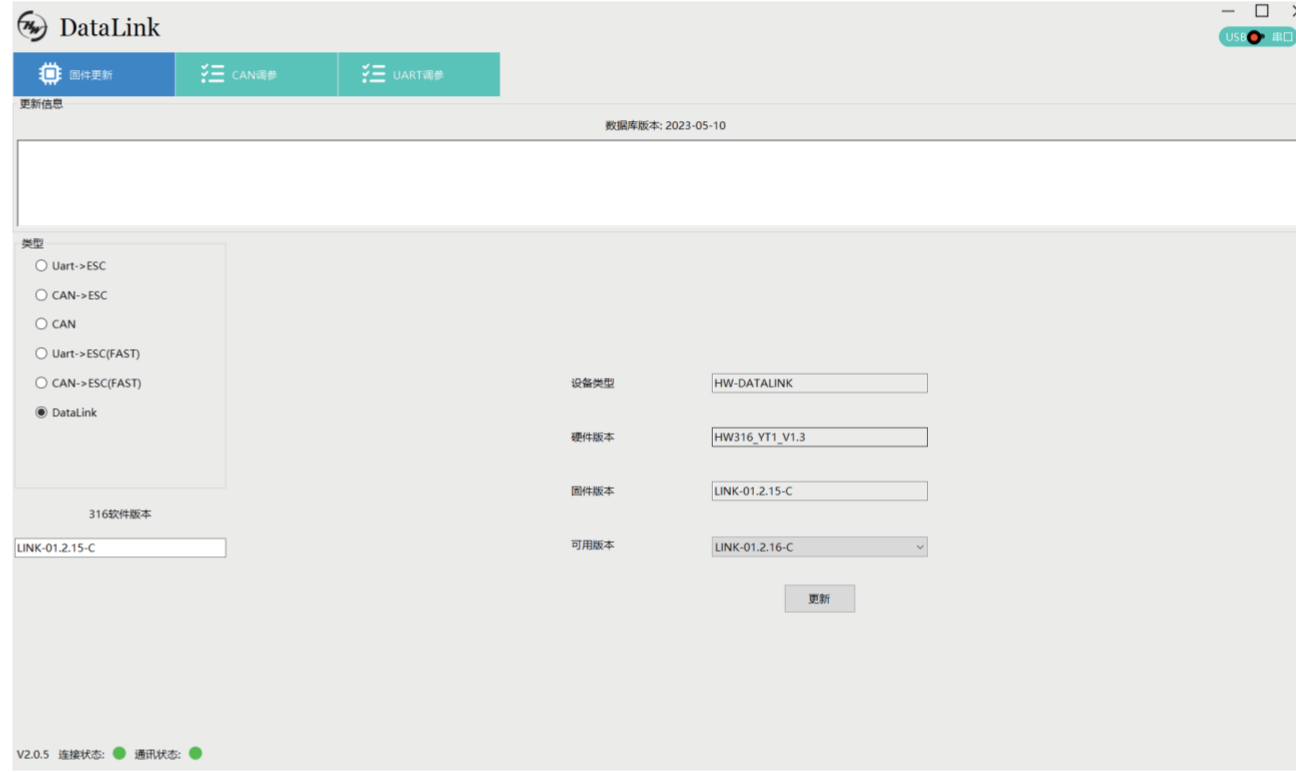 HW DataLink
USB 串口
固件更新 CAN调参 UART调参
更新信息
数据库版本: 2023-05-10
类型
Uart->ESC
CAN->ESC
CAN
Uart->ESC(FAST)
CAN->ESC(FAST)
DataLink
316软件版本
LINK-01.2.15-C
设备类型 HW-DATALINK
硬件版本 HW316_YT1_V1.3
固件版本 LINK-01.2.15-C
可用版本 LINK-01.2.16-C
更新
V2.0.5 连接状态: 通讯状态: